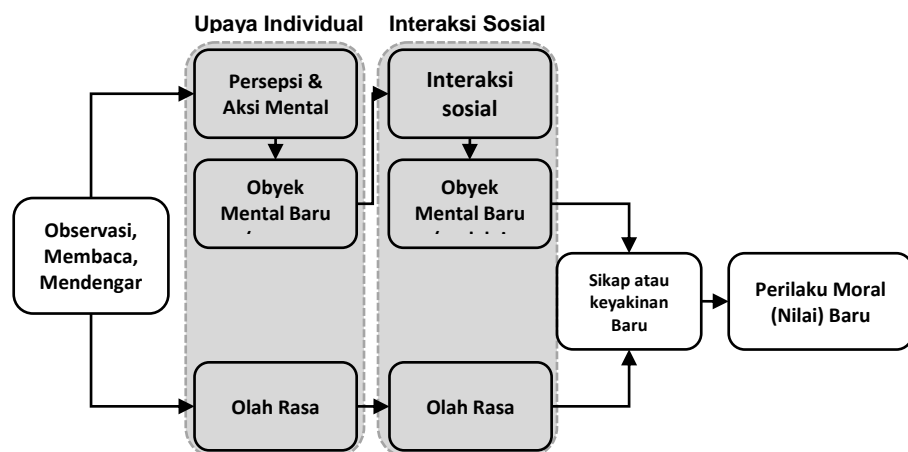 Upaya Individual
Interaksi Sosial
Persepsi &
Aksi Mental
Interaksi
sosial
Obyek
Mental Baru
Obyek
Mental Baru
Observasi,
Membaca,
Mendengar
Sikap atau
keyakinan
Baru
Perilaku Moral
(Nilai) Baru
Olah Rasa
Olah Rasa